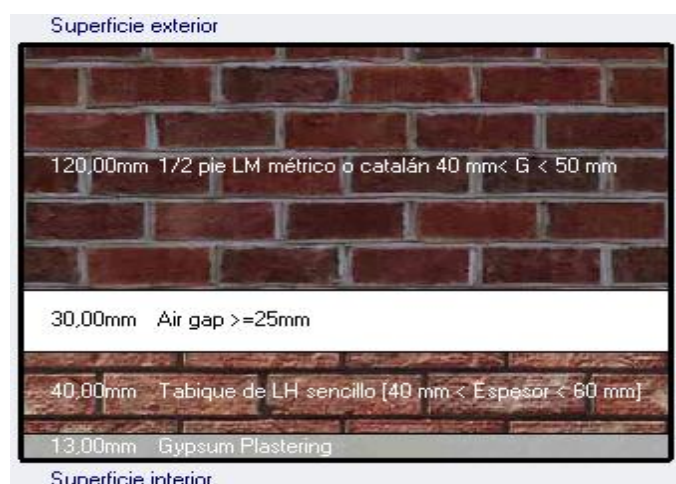 Superficie exterior
120,00mm 1/2 pie LM métrico o catalán 40 mm< G < 50 mm
30,00mm Air gap >=25mm
40,00mm Tabique de LH sencillo [40 mm < Espesor < 60 mm]
13,00mm Gypsum Plastering
Superficie interior